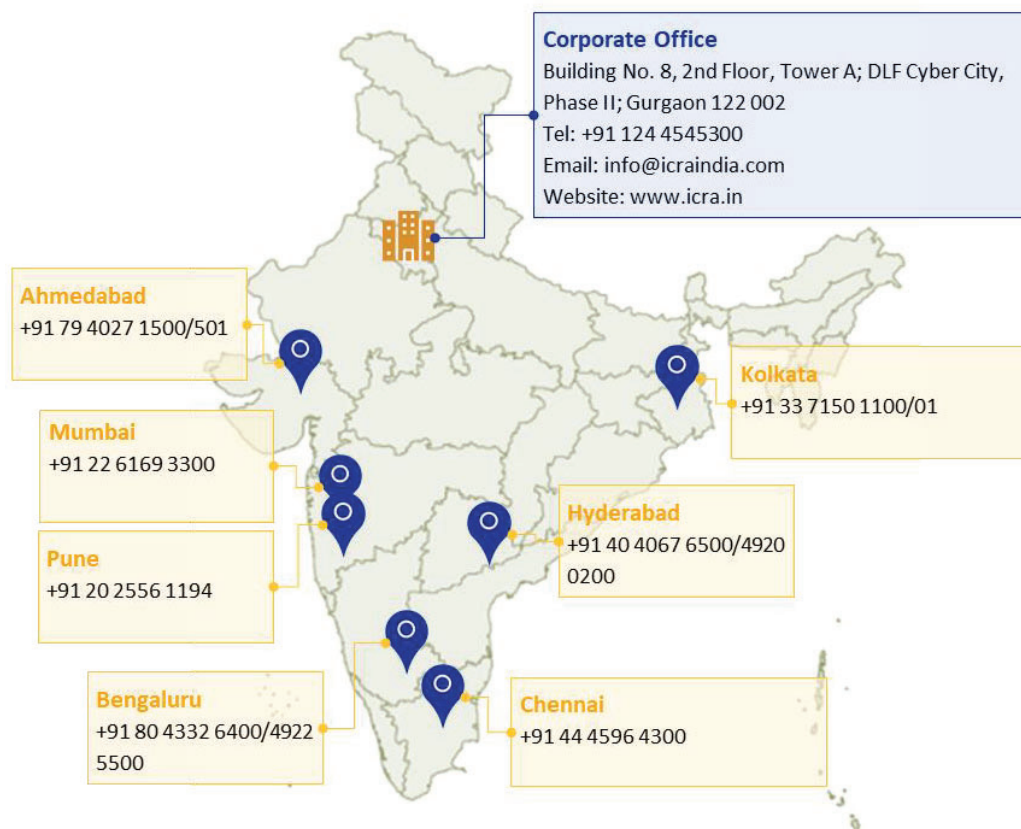 Corporate Office
Building No. 8, 2nd Floor, Tower A; DLF Cyber City,
Phase II; Gurgaon 122 002
Tel: +91 124 4545300
Email: info@icraindia.com
Website: www.icra.in
Ahmedabad
+91 79 4027 1500/501
Kolkata
+91 33 7150 1100/01
Mumbai
+91 22 6169 3300
Hyderabad
+91 40 4067 6500/4920
0200
Pune
+91 20 2556 1194
Bengaluru
+91 80 4332 6400/4922
5500
Chennai
+91 44 4596 4300